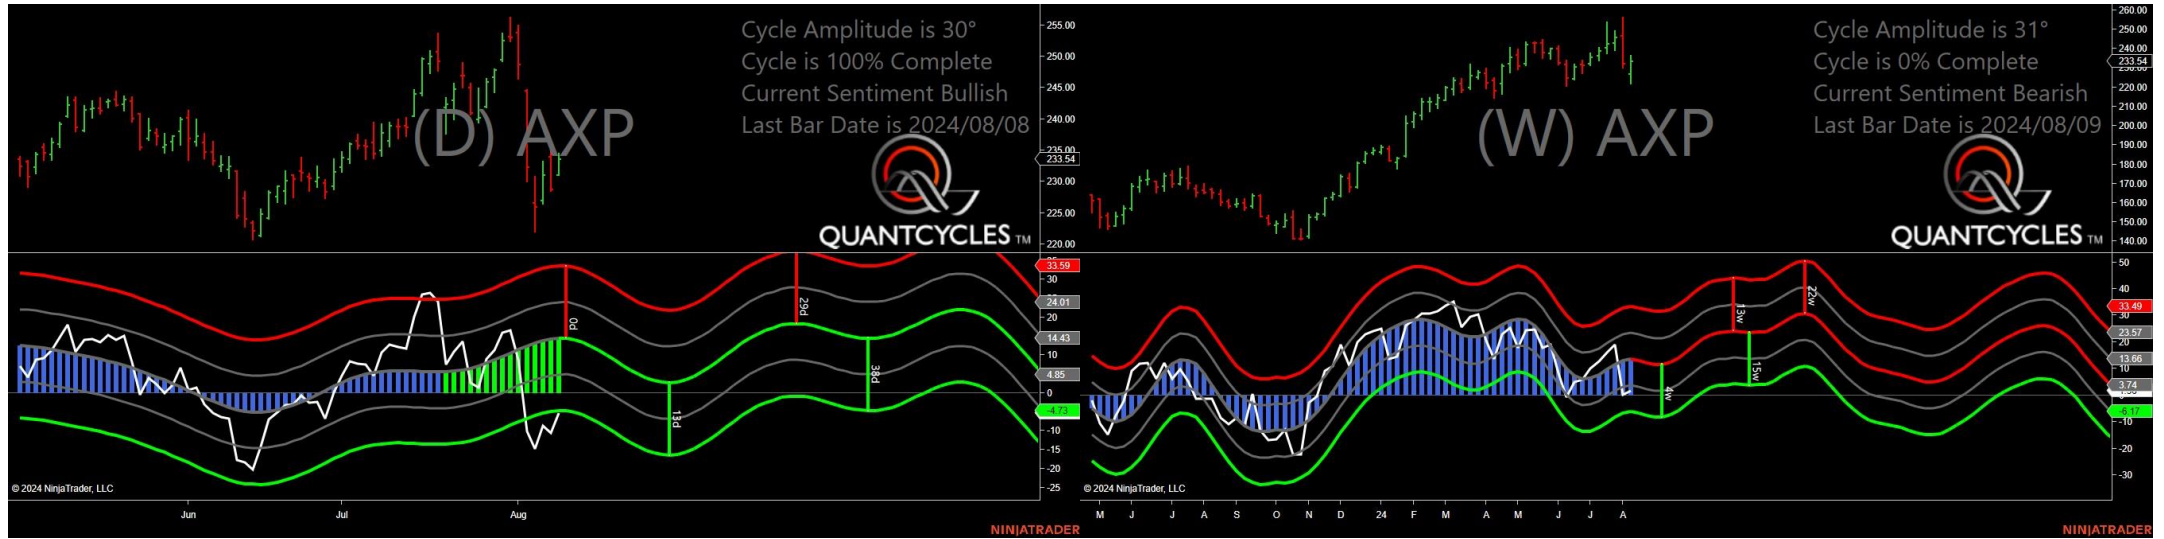 Cycle Amplitude is 30°
Cycle is 100% Complete
Current Sentiment Bullish
Last Bar Date is 2024/08/08
(D) AXP
QUANTCYCLES TM
255.00
250.00
245.00
240.00
235.00
233.54
230.00
225.00
220.00
33.59
30
24.01
20
14.43
10
4.85
0
-4.73
-10
-15
-20
-25
0d
13d
29d
38d
© 2024 NinjaTrader, LLC
Jun
Jul
Aug
NINJATRADER
Cycle Amplitude is 31°
Cycle is 0% Complete
Current Sentiment Bearish
Last Bar Date is 2024/08/09
(W) AXP
QUANTCYCLES TM
260.00
250.00
240.00
233.54
220.00
210.00
200.00
190.00
180.00
170.00
160.00
150.00
140.00
50
40
33.49
30
23.57
20
13.66
10
3.74
-6.17
-10
-20
-30
4w
13w
15w
22w
© 2024 NinjaTrader, LLC
M J J A S O N D 24 F M A M J J A
NINJATRADER